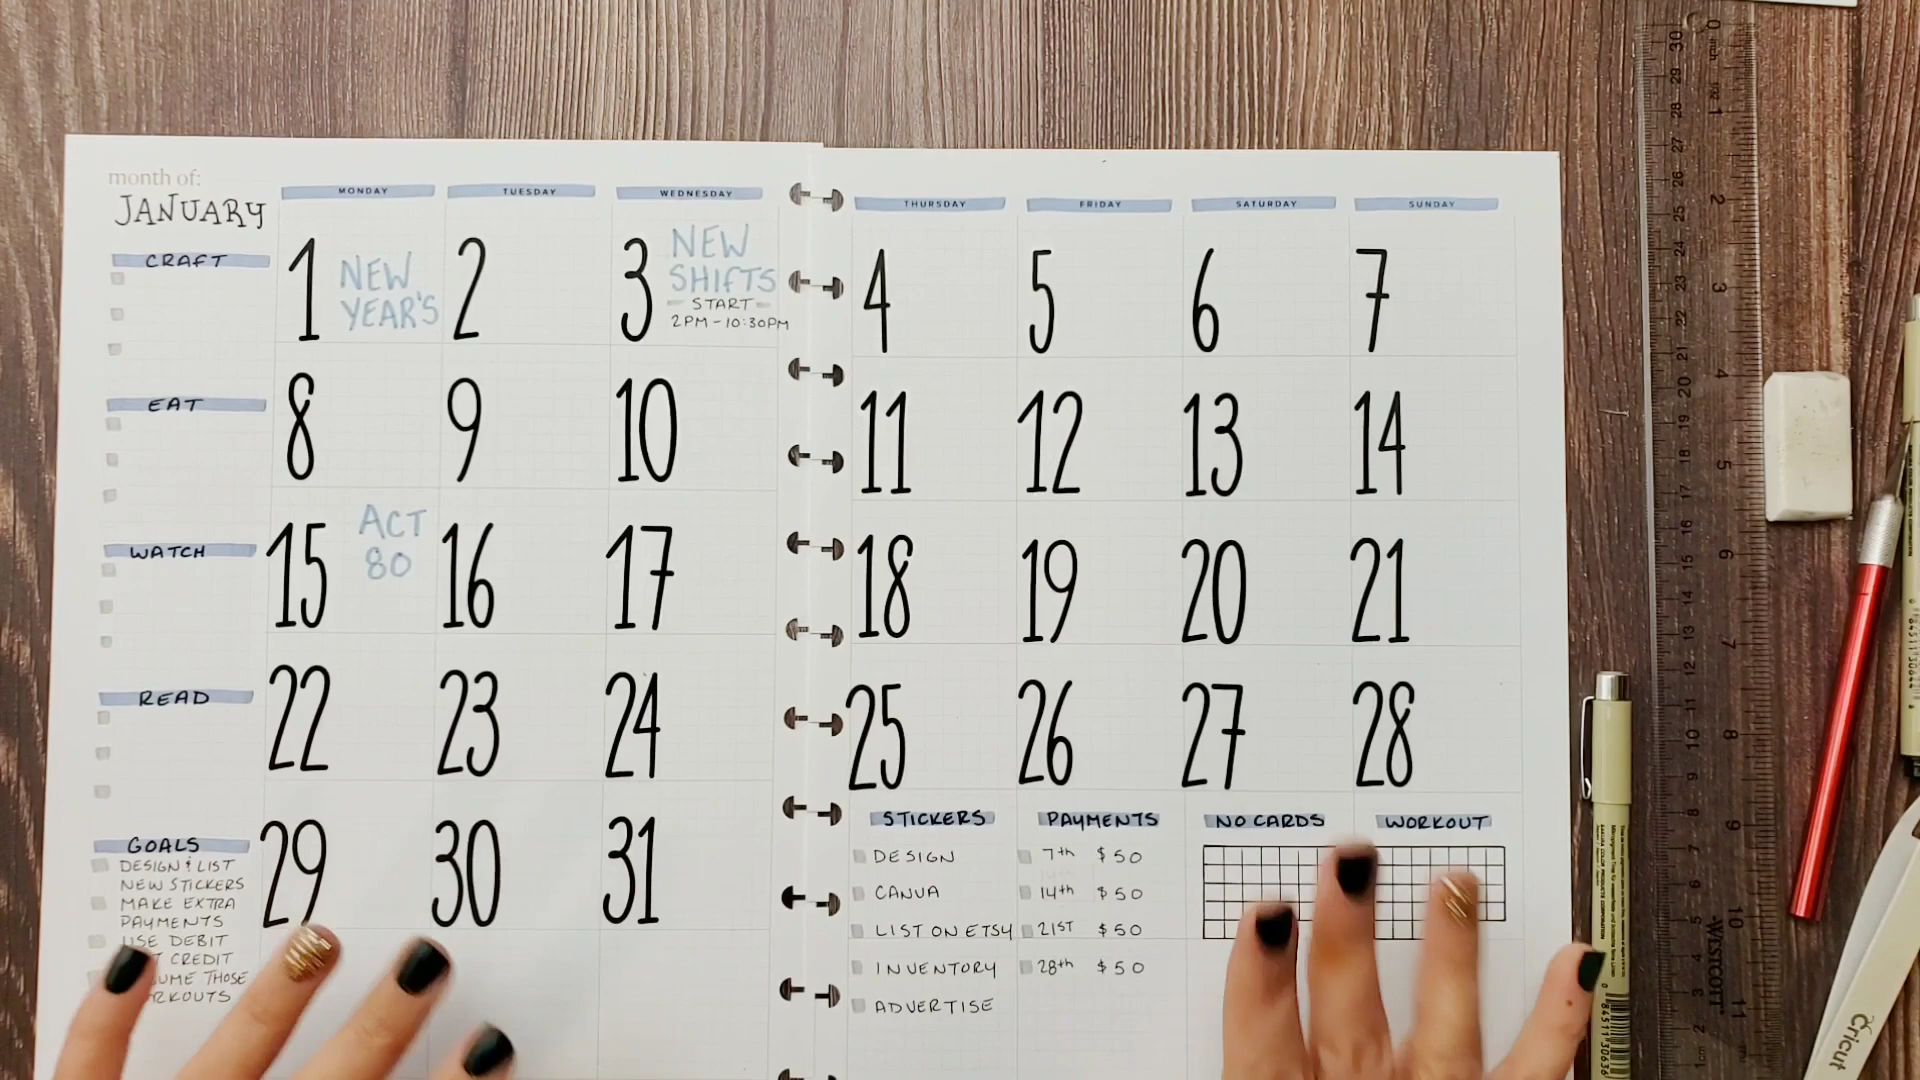 month of:
JANUARY
MONDAY
TUESDAY
WEDNESDAY
THURSDAY
FRIDAY
SATURDAY
SUNDAY
CRAFT
EAT
WATCH
READ
GOALS
DESIGN & LIST
NEW STICKERS
MAKE EXTRA
PAYMENTS
USE DEBIT
CREDIT
THOSE
1 NEW
YEAR'S
2
3 NEW
SHIFTS
- START -
2PM-10:30PM
4
5
6
7
8
9
10
11
12
13
14
15 ACT
80
16
17
18
19
20
21
22
23
24
25
26
27
28
29
30
31
STICKERS
DESIGN
CANVA
LIST ON ETSY
INVENTORY
ADVERTISE
PAYMENTS
7th $50
14th $50
21ST $50
28th $50
NO CARDS
WORKOUT
inch
WESTCOTT
Cricut